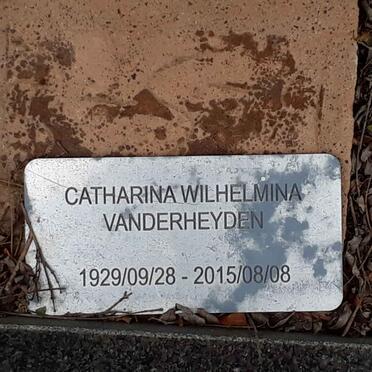 CATHARINA WILHELMINA
VANDERHEYDEN
1929/09/28 - 2015/08/08